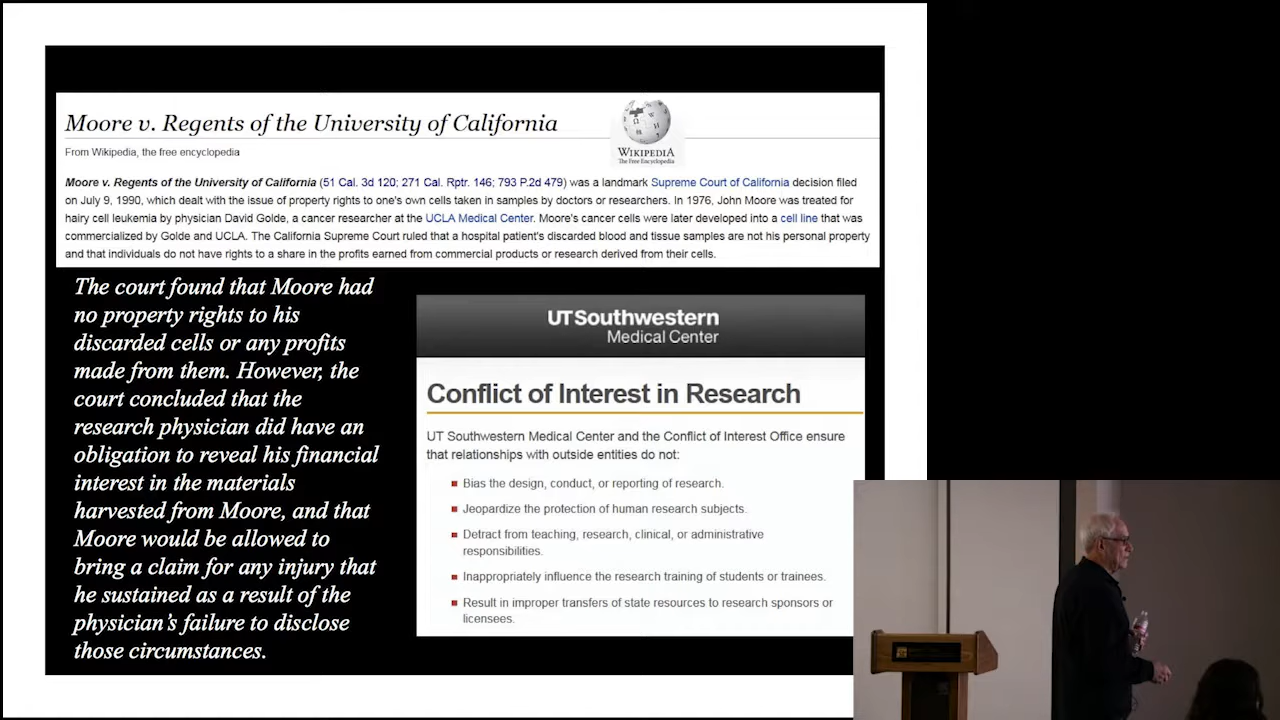 Moore v. Regents of the University of California
WIKIPEDIA
The Free Encyclopedia
From Wikipedia, the free encyclopedia
Moore v. Regents of the University of California (51 Cal. 3d 120; 271 Cal. Rptr. 146; 793 P.2d 479) was a landmark Supreme Court of California decision filed
on July 9, 1990, which dealt with the issue of property rights to one's own cells taken in samples by doctors or researchers. In 1976, John Moore was treated for
hairy cell leukemia by physician David Golde, a cancer researcher at the UCLA Medical Center. Moore's cancer cells were later developed into a cell line that was
commercialized by Golde and UCLA. The California Supreme Court ruled that a hospital patient's discarded blood and tissue samples are not his personal property
and that individuals do not have rights to a share in the profits earned from commercial products or research derived from their cells.
The court found that Moore had
no property rights to his
discarded cells or any profits
made from them. However, the
court concluded that the
research physician did have an
obligation to reveal his financial
interest in the materials
harvested from Moore, and that
Moore would be allowed to
bring a claim for any injury that
he sustained as a result of the
physician's failure to disclose
those circumstances.
UTSouthwestern
Medical Center
Conflict of Interest in Research
UT Southwestern Medical Center and the Conflict of Interest Office ensure
that relationships with outside entities do not:
Bias the design, conduct, or reporting of research.
Jeopardize the protection of human research subjects.
Detract from teaching, research, clinical, or administrative
responsibilities.
Inappropriately influence the research training of students or trainees.
Result in improper transfers of state resources to research sponsors or
licensees.